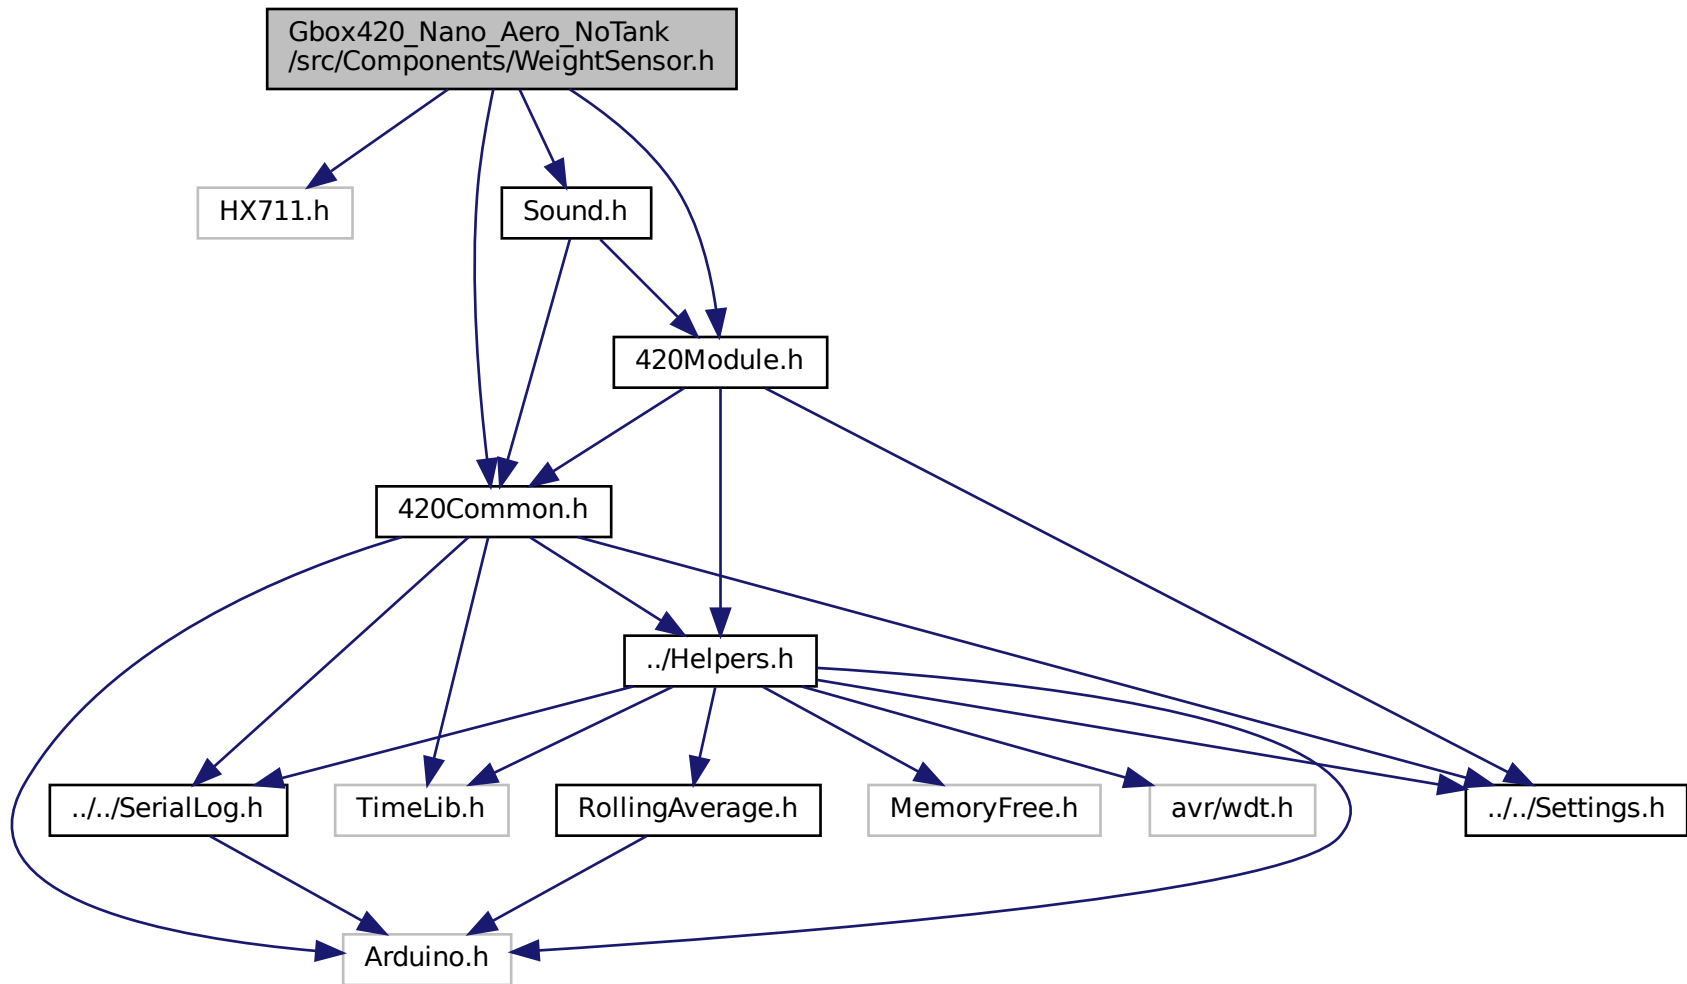 Gbox420_Nano_Aero_NoTank
/src/Components/WeightSensor.h
HX711.h
Sound.h
420Module.h
420Common.h
../Helpers.h
../../SerialLog.h
TimeLib.h
RollingAverage.h
MemoryFree.h
avr/wdt.h
../../Settings.h
Arduino.h